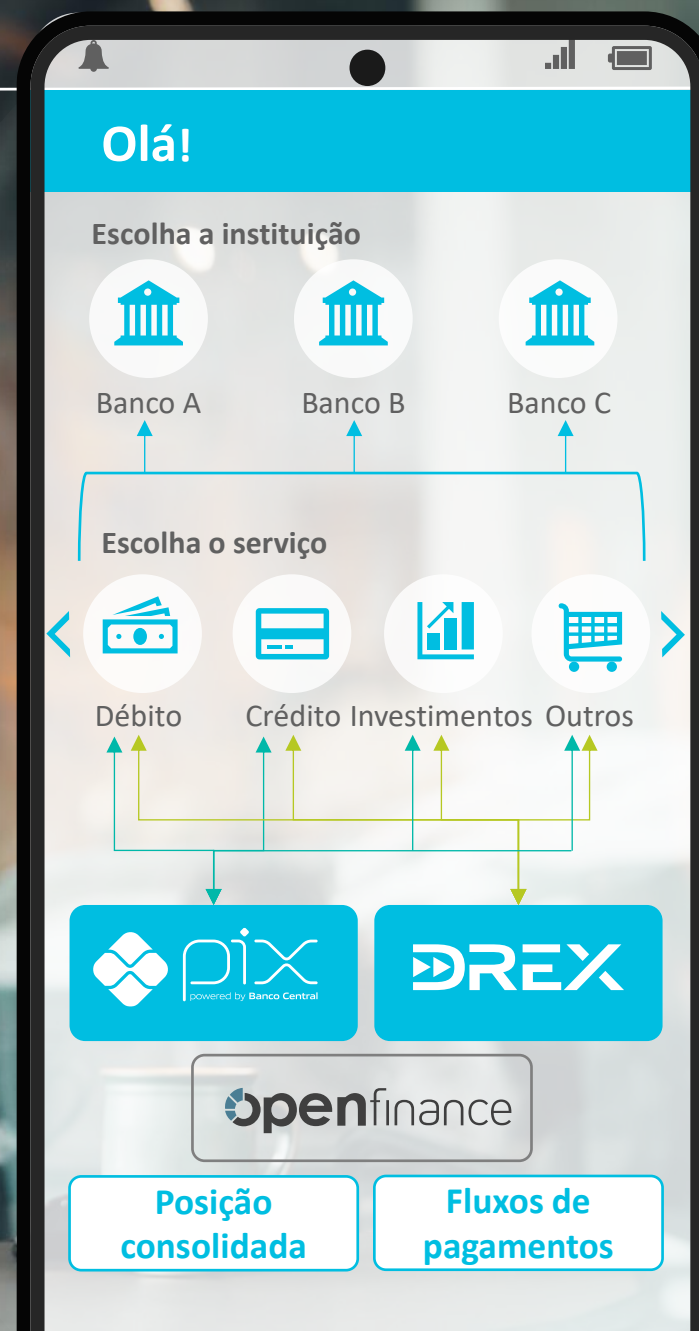 Olá!
Escolha a instituição
Banco A Banco B Banco C
Escolha o serviço
Débito Crédito Investimentos Outros
pix
powered by Banco Central
DREX
openfinance
Posição
consolidada
Fluxos de
pagamentos